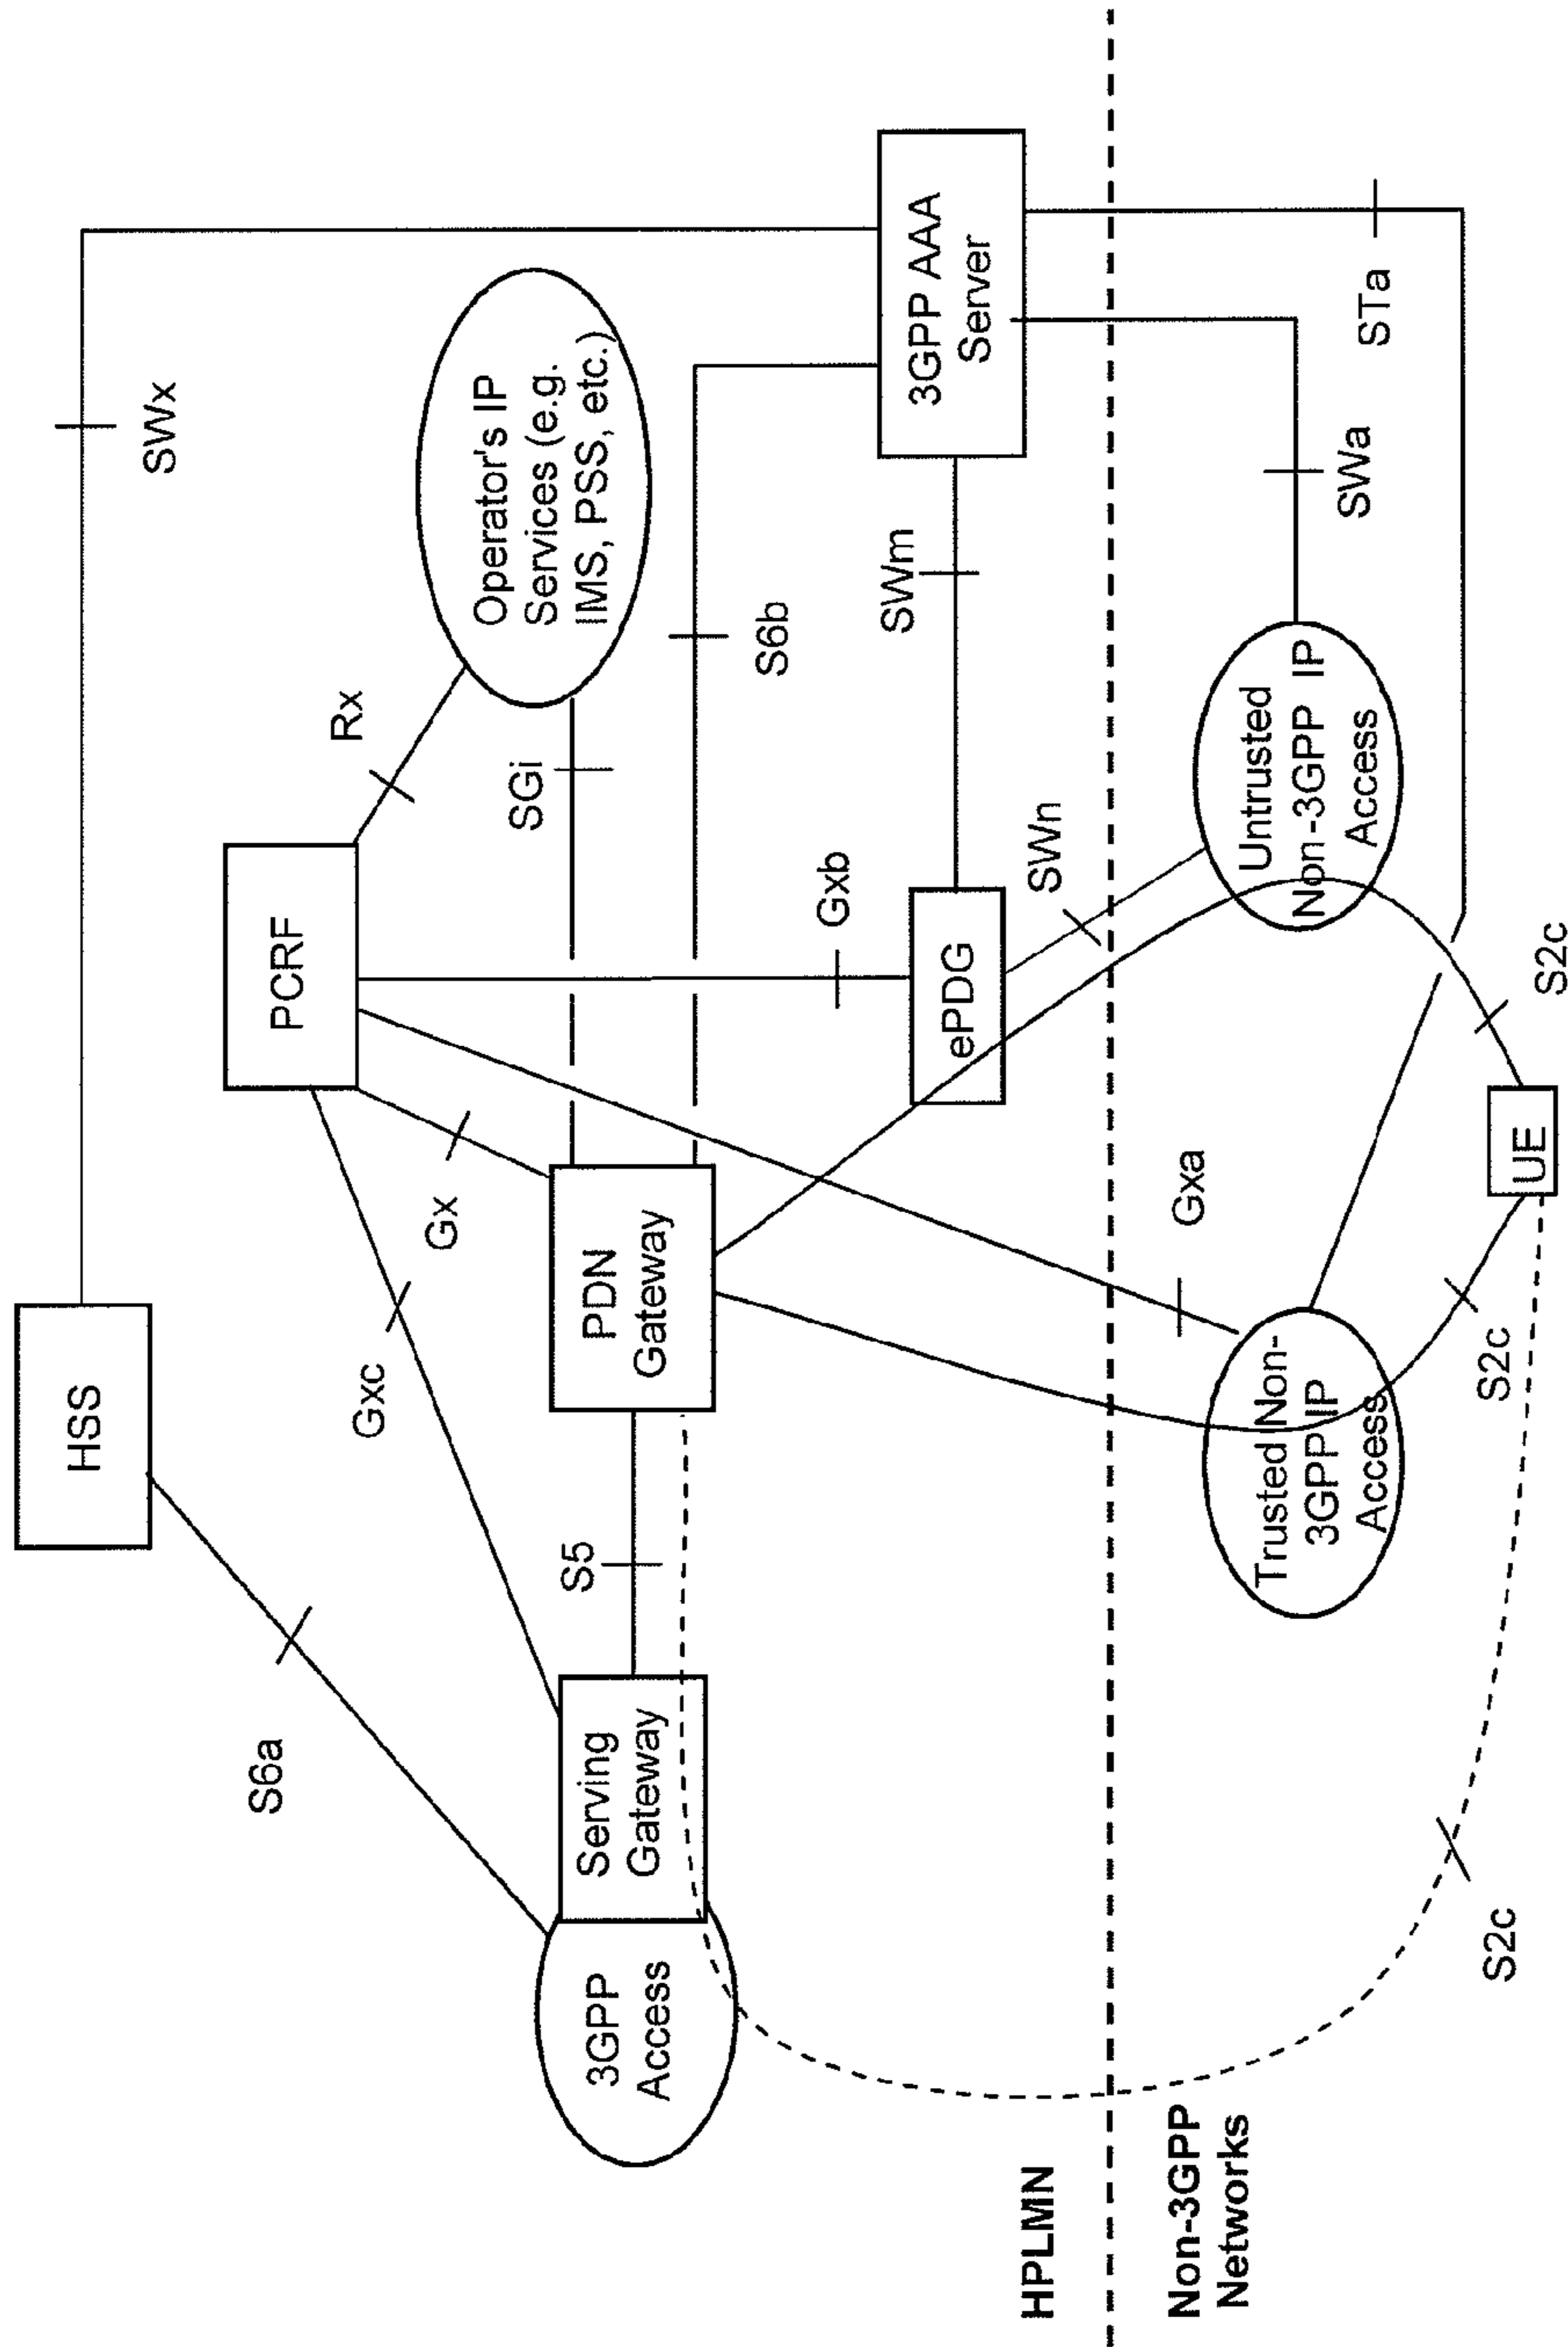 HSS
SWx
S6a
PCRF
Rx
Gxc
Gx
Operator's IP
Services (e.g.
IMS, PSS, etc.)
SGi
3GPP
Access
Serving
Gateway
S5
PDN
Gateway
S6b
Gxb
ePDG
SWm
3GPP AAA
Server
SWn
HPLMN
Non-3GPP
Networks
Gxa
Trusted Non-
3GPP IP
Access
Untrusted
Non-3GPP IP
Access
SWa
STa
S2c
S2c
UE
S2c